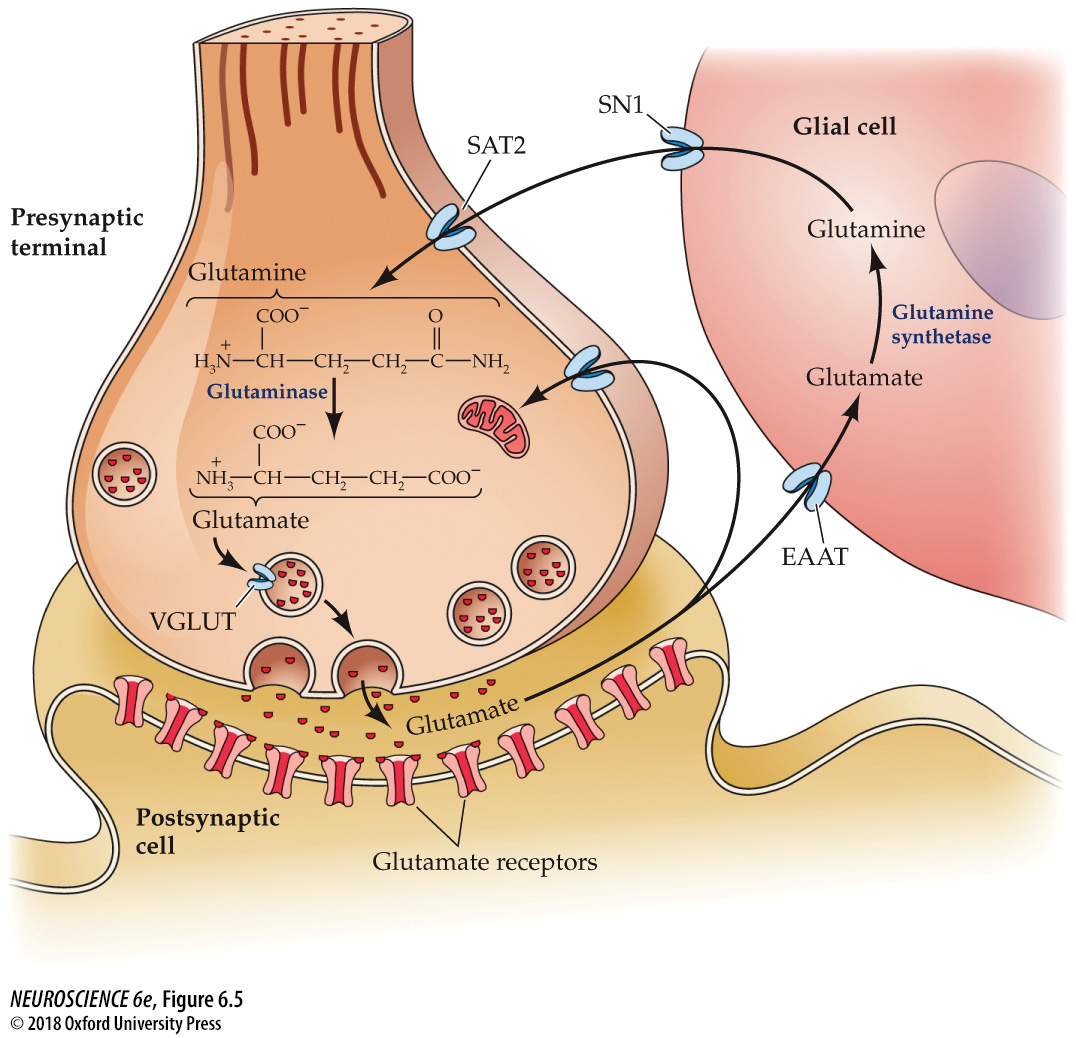 SN1
Glial cell
SAT2
Presynaptic
terminal
Glutamine
Glutamine
COO⁻
O
H₃N⁺—CH—CH₂—CH₂—C—NH₂
Glutamine
synthetase
Glutaminase
Glutamate
COO⁻
NH₃⁺—CH—CH₂—CH₂—COO⁻
Glutamate
EAAT
VGLUT
Glutamate
Postsynaptic
cell
Glutamate receptors
NEUROSCIENCE 6e, Figure 6.5
© 2018 Oxford University Press